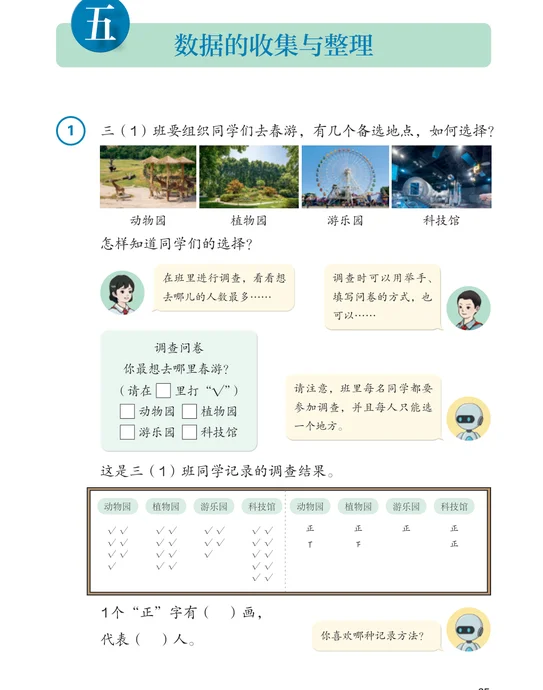 五
数据的收集与整理
1
三（1）班要组织同学们去春游，有几个备选地点，如何选择？
动物园 植物园 游乐园 科技馆
怎样知道同学们的选择？
在班里进行调查，看看想
去哪儿的人数最多……
调查时可以用举手、
填写问卷的方式，也
可以……
调查问卷
你最想去哪里春游？
（请在□里打“√”）
□动物园 □植物园
□游乐园 □科技馆
请注意，班里每名同学都要
参加调查，并且每人只能选
一个地方。
这是三（1）班同学记录的调查结果。
动物园 植物园 游乐园 科技馆 动物园 植物园 游乐园 科技馆
√√ √√ √√ √√ 正 正 正 正
√√ √√ √√ √√ 𠄌 正
√√ √√ √ √√
√ √√ √√
√√
1个“正”字有（ ）画，
代表（ ）人。
你喜欢哪种记录方法？